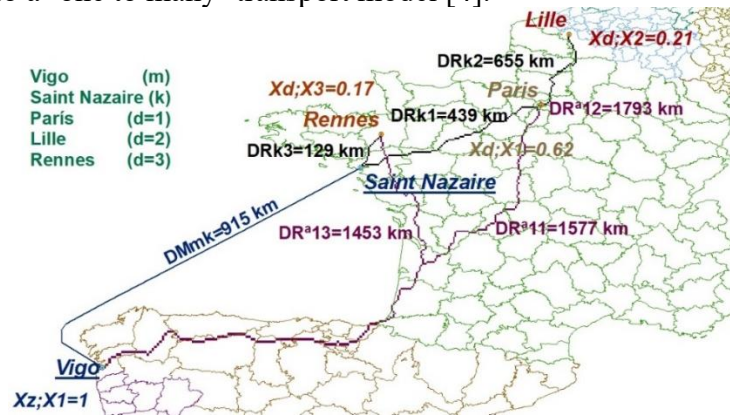 Lille
Xd;X2=0.21
DRk2=655 km
Vigo (m)
Saint Nazaire (k)
París (d=1)
Lille (d=2)
Rennes (d=3)
Xd;X3=0.17
Paris
DRk1=439 km
DRª12=1793 km
Rennes
DRk3=129 km
Xd;X1=0.62
Saint Nazaire
DMmk=915 km
DRª13=1453 km
DRª11=1577 km
Vigo
Xz;X1=1